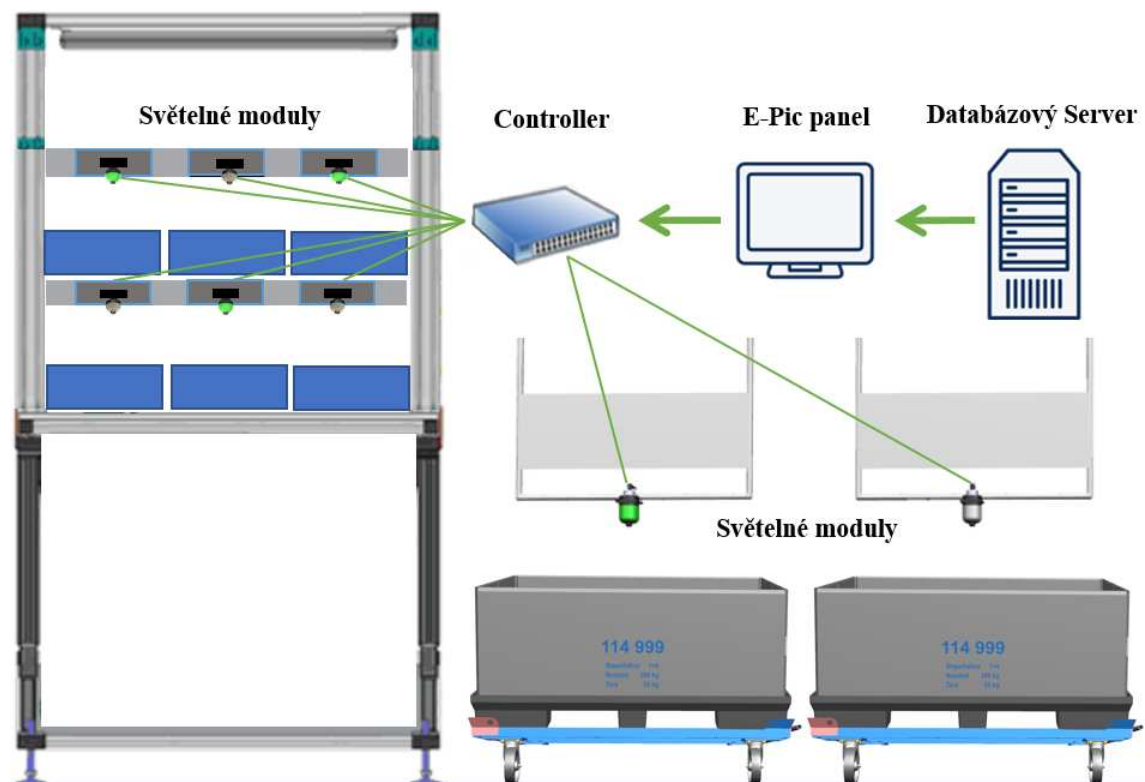 Světelné moduly
Controller
E-Pic panel
Databázový Server
Světelné moduly
114 999
114 999